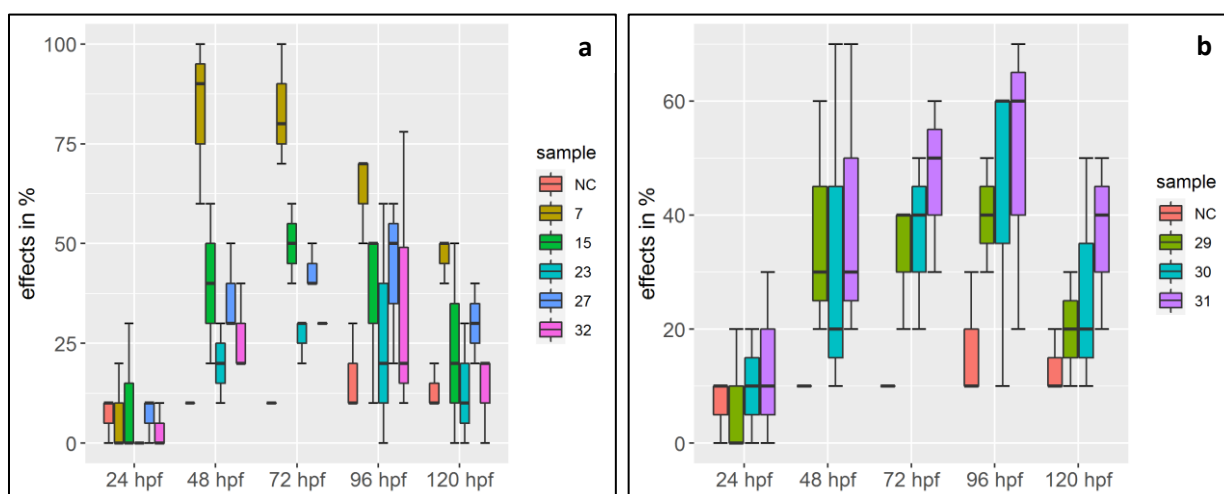 a
effects in %
100
75
50
25
0
24 hpf 48 hpf 72 hpf 96 hpf 120 hpf
sample
NC
7
15
23
27
32
b
effects in %
60
40
20
0
24 hpf 48 hpf 72 hpf 96 hpf 120 hpf
sample
NC
29
30
31